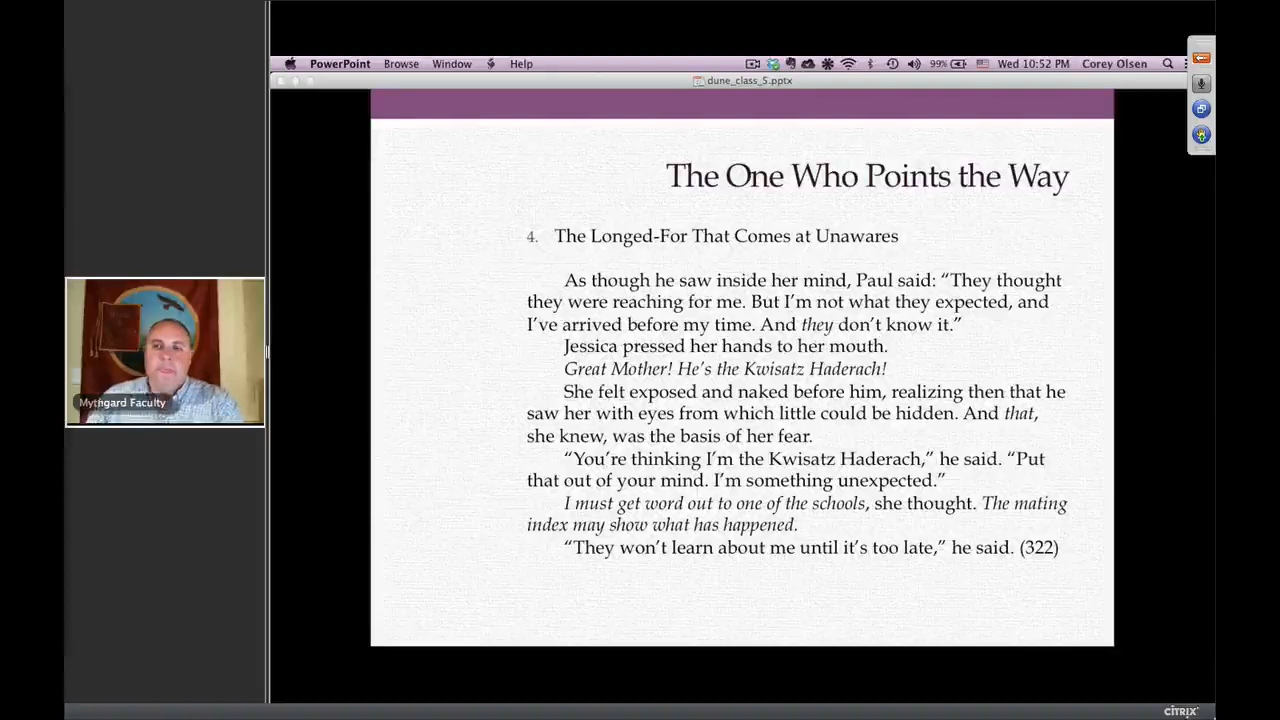 PowerPoint Browse Window Help 99% Wed 10:52 PM Corey Olsen
dune_class_5.pptx
The One Who Points the Way
4. The Longed-For That Comes at Unawares
As though he saw inside her mind, Paul said: “They thought
they were reaching for me. But I’m not what they expected, and
I’ve arrived before my time. And they don’t know it.”
Jessica pressed her hands to her mouth.
Great Mother! He’s the Kwisatz Haderach!
She felt exposed and naked before him, realizing then that he
saw her with eyes from which little could be hidden. And that,
she knew, was the basis of her fear.
“You’re thinking I’m the Kwisatz Haderach,” he said. “Put
that out of your mind. I’m something unexpected.”
I must get word out to one of the schools, she thought. The mating
index may show what has happened.
“They won’t learn about me until it’s too late,” he said. (322)
Mythgard Faculty
CİTRIX